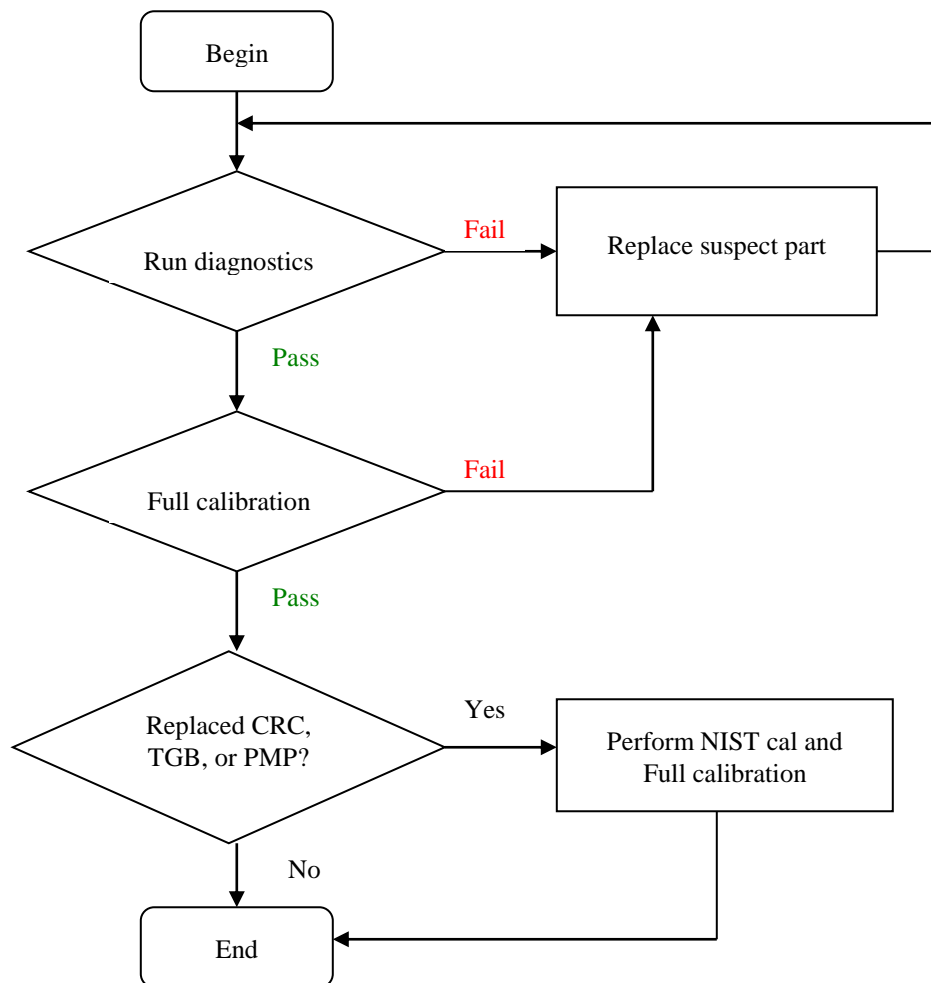 Begin
Run diagnostics
Fail
Replace suspect part
Pass
Full calibration
Fail
Pass
Replaced CRC,
TGB, or PMP?
Yes
Perform NIST cal and
Full calibration
No
End